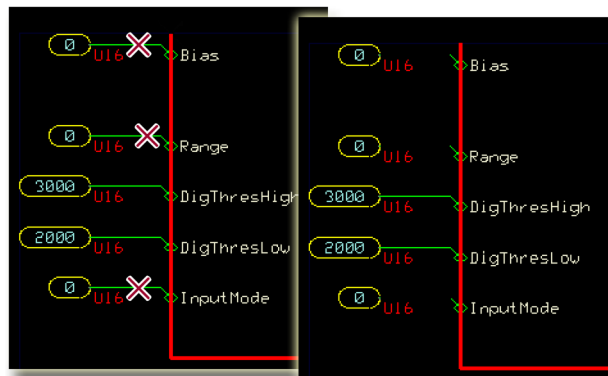 0 U16 Bias
0 U16 Range
3000 U16 DigThresHigh
2000 U16 DigThresLow
0 U16 InputMode
0 U16 Bias
0 U16 Range
3000 U16 DigThresHigh
2000 U16 DigThresLow
0 U16 InputMode